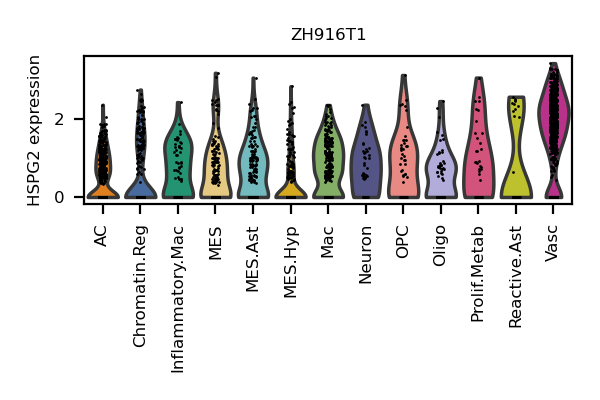 ZH916T1
HSPG2 expression
2
0
AC
Chromatin.Reg
Inflammatory.Mac
MES
MES.Ast
MES.Hyp
Mac
Neuron
OPC
Oligo
Prolif.Metab
Reactive.Ast
Vasc